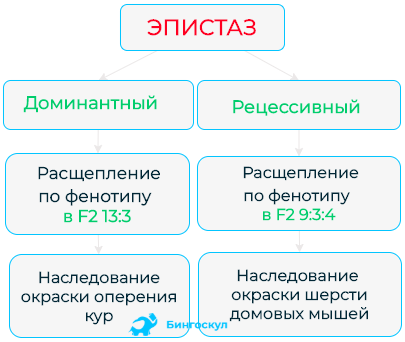 ЭПИСТАЗ
Доминантный
Рецессивный
Расщепление
по фенотипу
в F2 13:3
Расщепление
по фенотипу
в F2 9:3:4
Наследование
окраски оперения
кур
Наследование
окраски шерсти
домовых мышей
Бингоскул